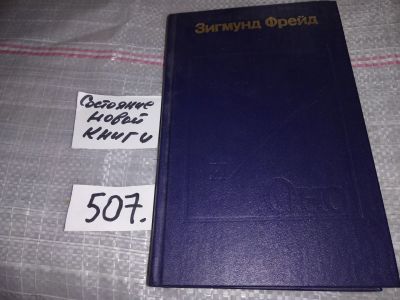 Зигмунд Фрейд
Состояние
новой
книги
507.